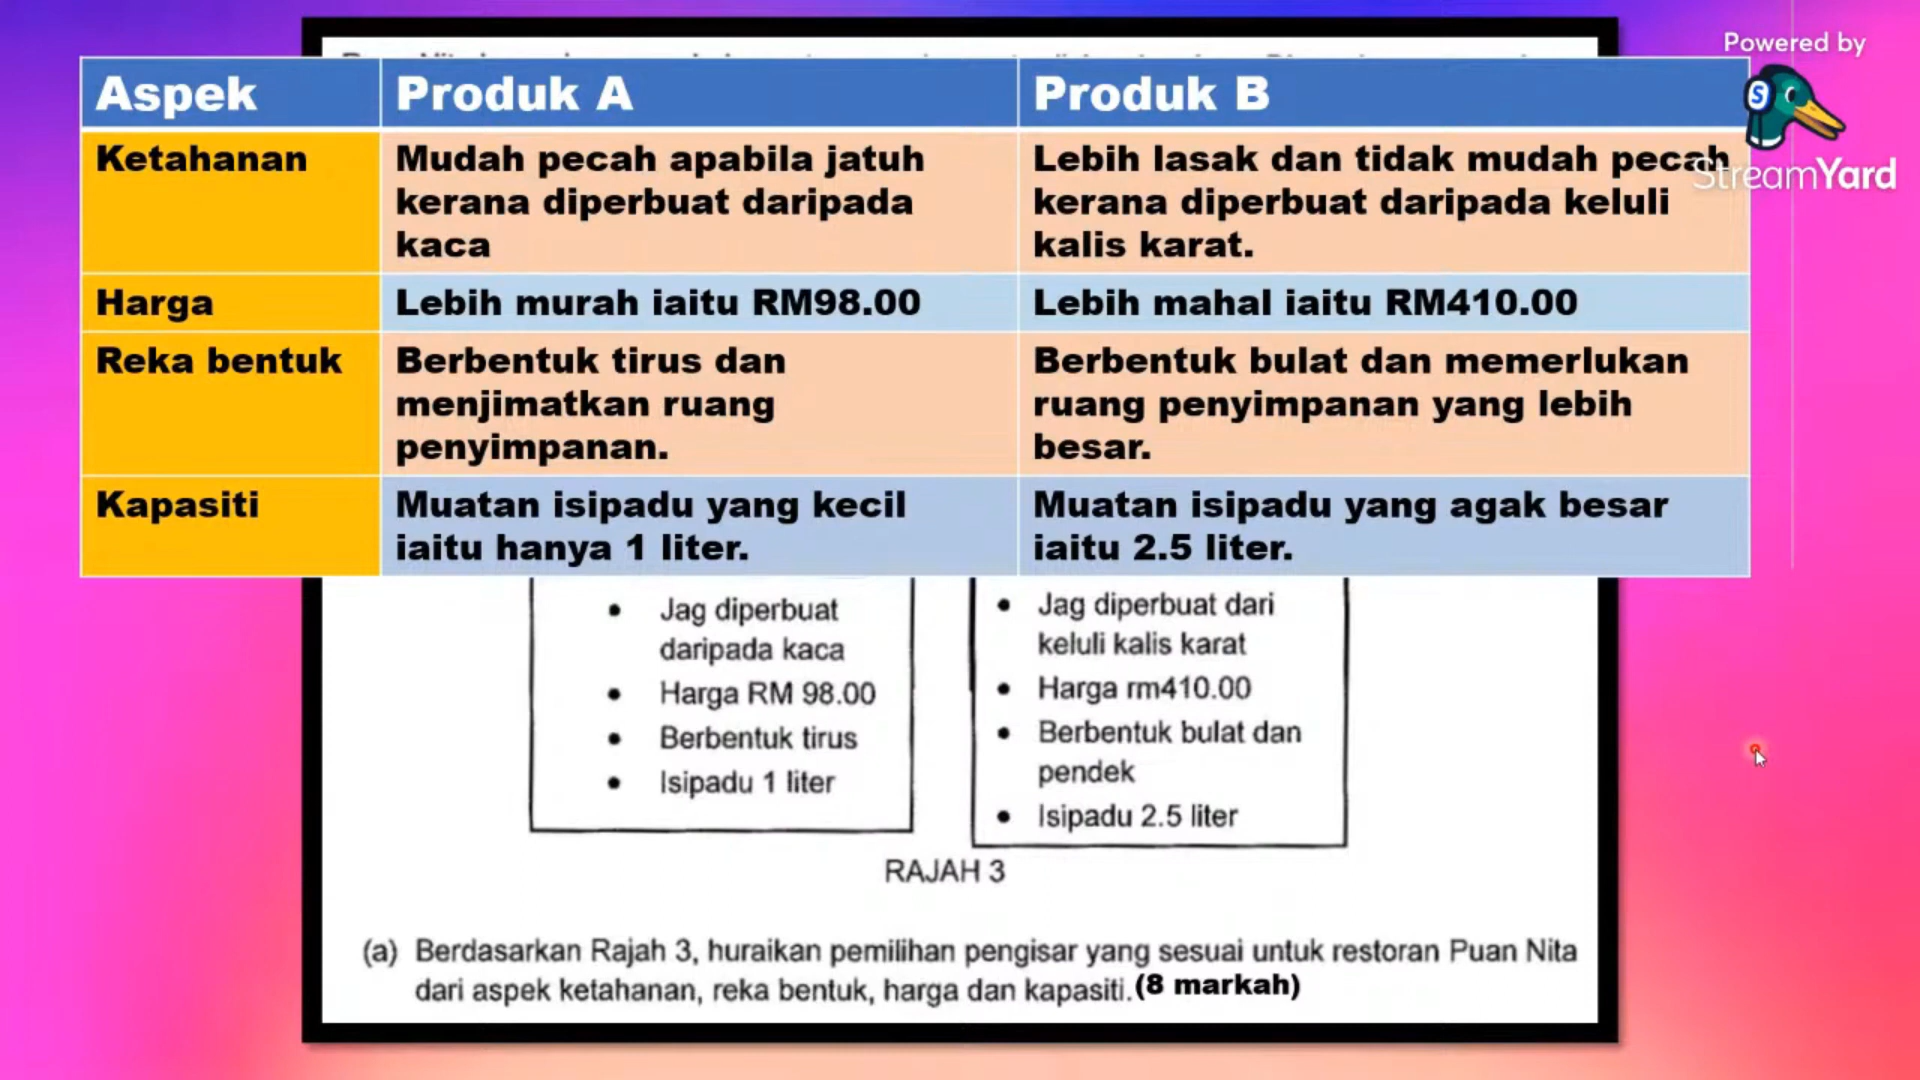 Powered by
StreamYard
Aspek
Produk A
Produk B
Ketahanan
Mudah pecah apabila jatuh
kerana diperbuat daripada
kaca
Lebih lasak dan tidak mudah pecah
kerana diperbuat daripada keluli
kalis karat.
Harga
Lebih murah iaitu RM98.00
Lebih mahal iaitu RM410.00
Reka bentuk
Berbentuk tirus dan
menjimatkan ruang
penyimpanan.
Berbentuk bulat dan memerlukan
ruang penyimpanan yang lebih
besar.
Kapasiti
Muatan isipadu yang kecil
iaitu hanya 1 liter.
Muatan isipadu yang agak besar
iaitu 2.5 liter.
• Jag diperbuat
daripada kaca
• Harga RM 98.00
• Berbentuk tirus
• Isipadu 1 liter
• Jag diperbuat dari
keluli kalis karat
• Harga rm410.00
• Berbentuk bulat dan
pendek
• Isipadu 2.5 liter
RAJAH 3
(a) Berdasarkan Rajah 3, huraikan pemilihan pengisar yang sesuai untuk restoran Puan Nita
dari aspek ketahanan, reka bentuk, harga dan kapasiti. (8 markah)